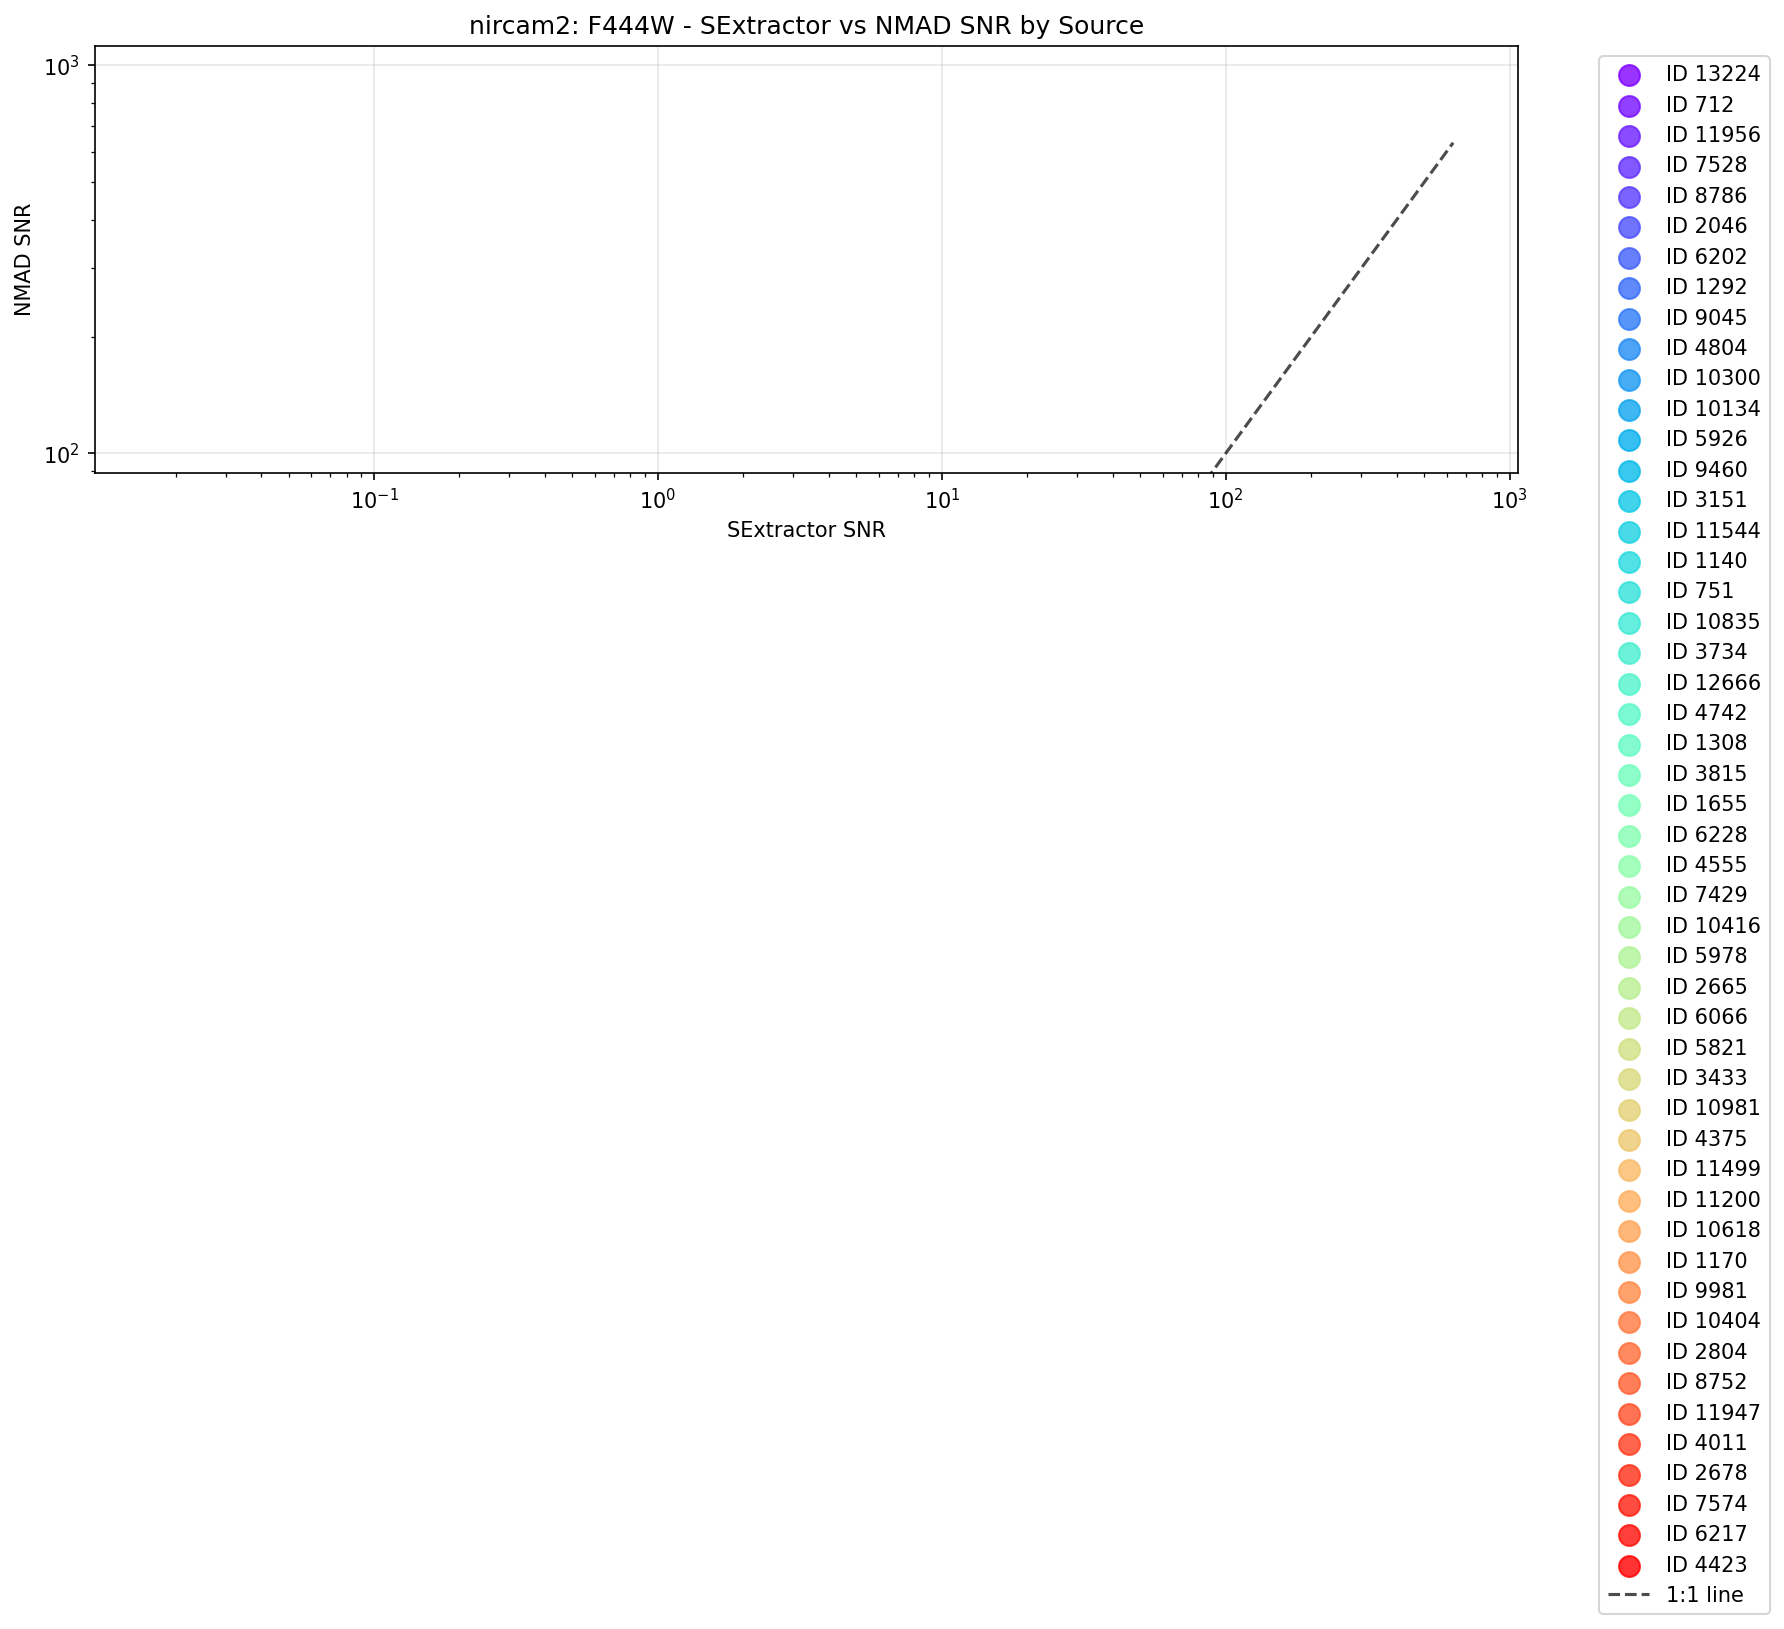 nircam2: F444W - SExtractor vs NMAD SNR by Source
NMAD SNR
10³
10²
10⁻¹
10⁰
10¹
10²
10³
SExtractor SNR
ID 13224
ID 712
ID 11956
ID 7528
ID 8786
ID 2046
ID 6202
ID 1292
ID 9045
ID 4804
ID 10300
ID 10134
ID 5926
ID 9460
ID 3151
ID 11544
ID 1140
ID 751
ID 10835
ID 3734
ID 12666
ID 4742
ID 1308
ID 3815
ID 1655
ID 6228
ID 4555
ID 7429
ID 10416
ID 5978
ID 2665
ID 6066
ID 5821
ID 3433
ID 10981
ID 4375
ID 11499
ID 11200
ID 10618
ID 1170
ID 9981
ID 10404
ID 2804
ID 8752
ID 11947
ID 4011
ID 2678
ID 7574
ID 6217
ID 4423
1:1 line